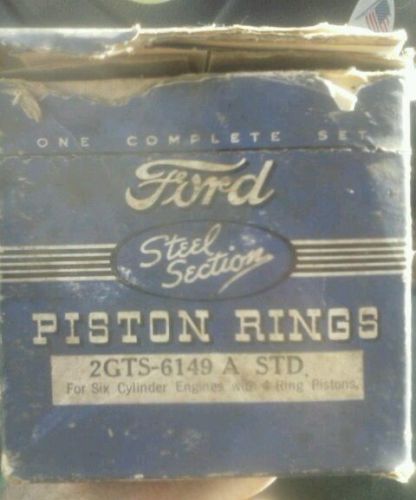 ONE COMPLETE SET
Ford
Steel
Section
PISTON RINGS
2GTS-6149 A STD.
For Six Cylinder Engines with 4 Ring Pistons.